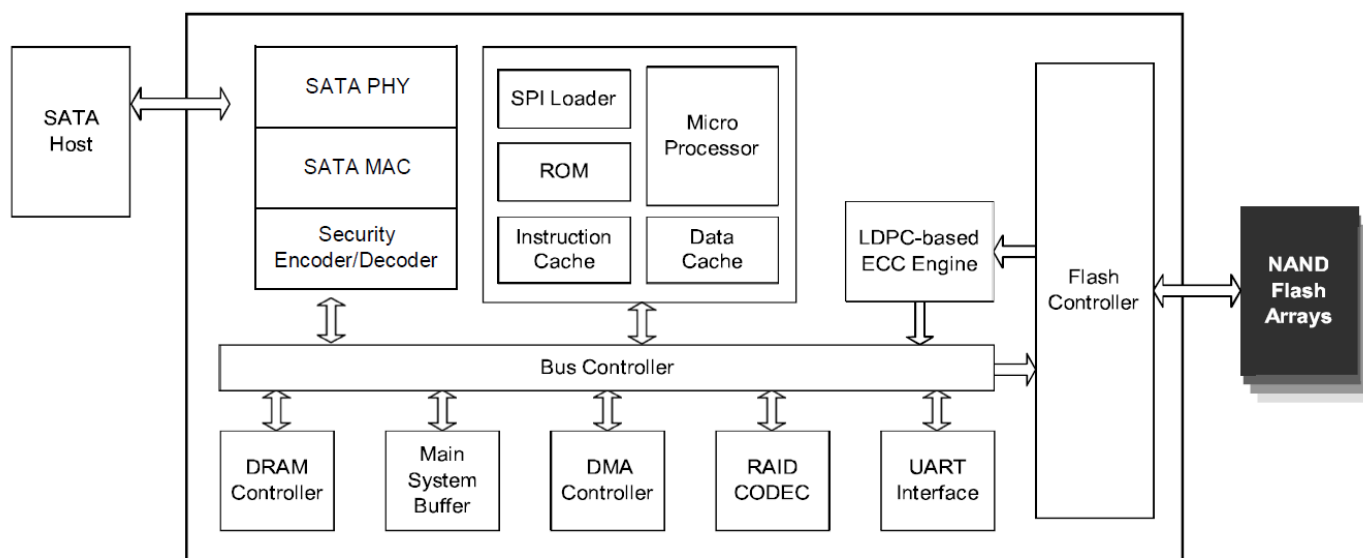 SATA
Host
SATA PHY
SATA MAC
Security
Encoder/Decoder
SPI Loader
ROM
Instruction
Cache
Micro
Processor
Data
Cache
LDPC-based
ECC Engine
Flash
Controller
NAND
Flash
Arrays
Bus Controller
DRAM
Controller
Main
System
Buffer
DMA
Controller
RAID
CODEC
UART
Interface